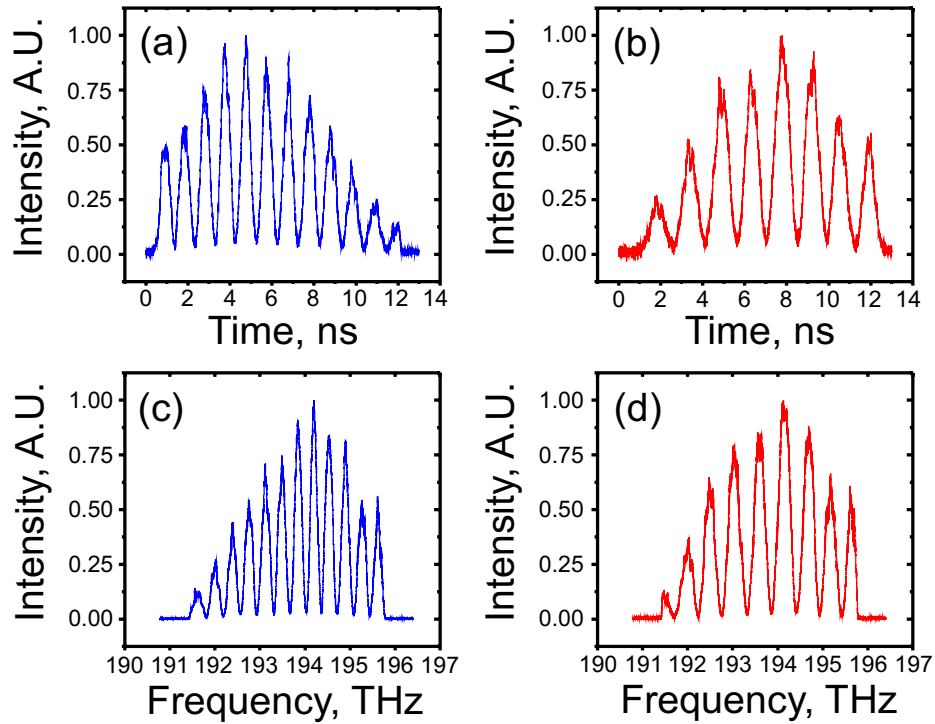 (a)
1.00
0.75
0.50
0.25
0.00
Intensity, A.U.
0 2 4 6 8 10 12 14
Time, ns
(b)
1.00
0.75
0.50
0.25
0.00
Intensity, A.U.
0 2 4 6 8 10 12 14
Time, ns
(c)
1.00
0.75
0.50
0.25
0.00
Intensity, A.U.
190 191 192 193 194 195 196 197
Frequency, THz
(d)
1.00
0.75
0.50
0.25
0.00
Intensity, A.U.
190 191 192 193 194 195 196 197
Frequency, THz